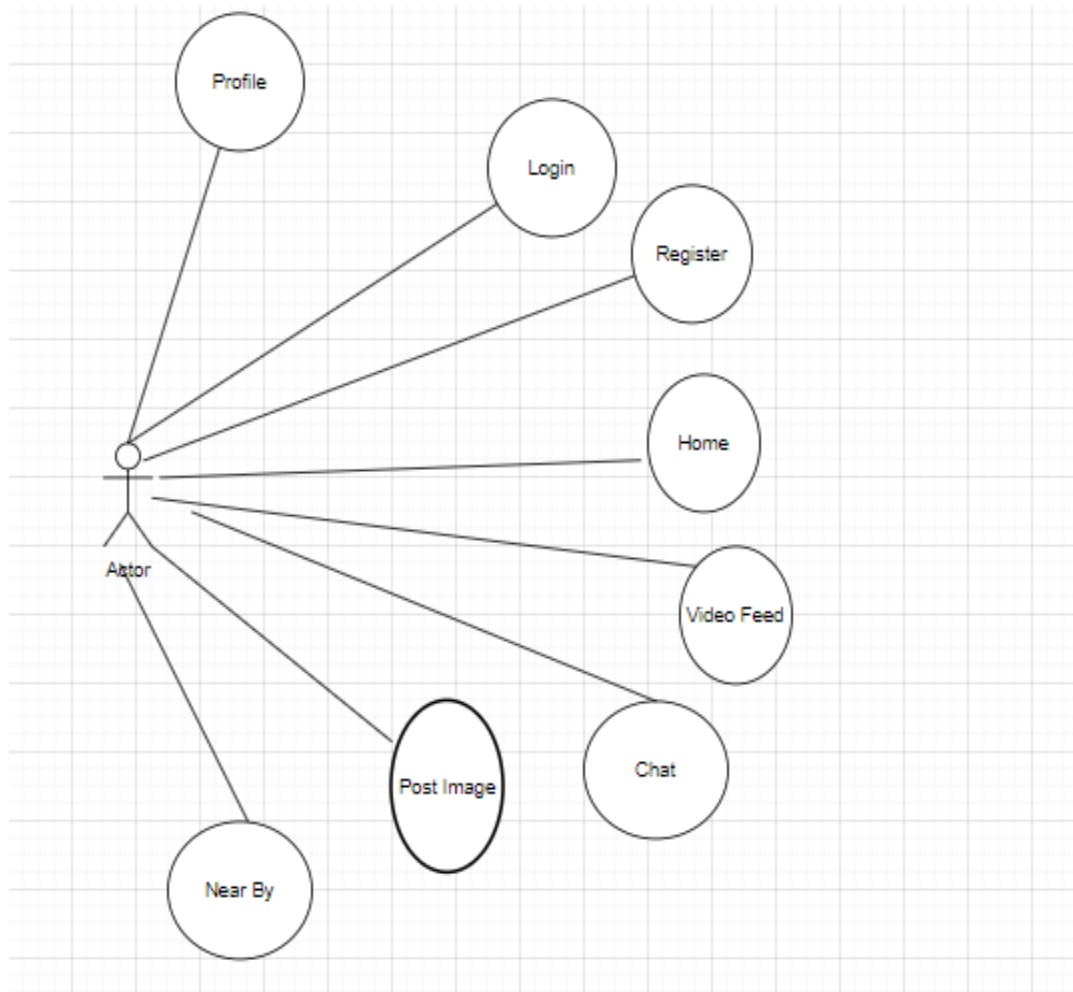 Profile
Login
Register
Home
Actor
Video Feed
Chat
Post Image
Near By